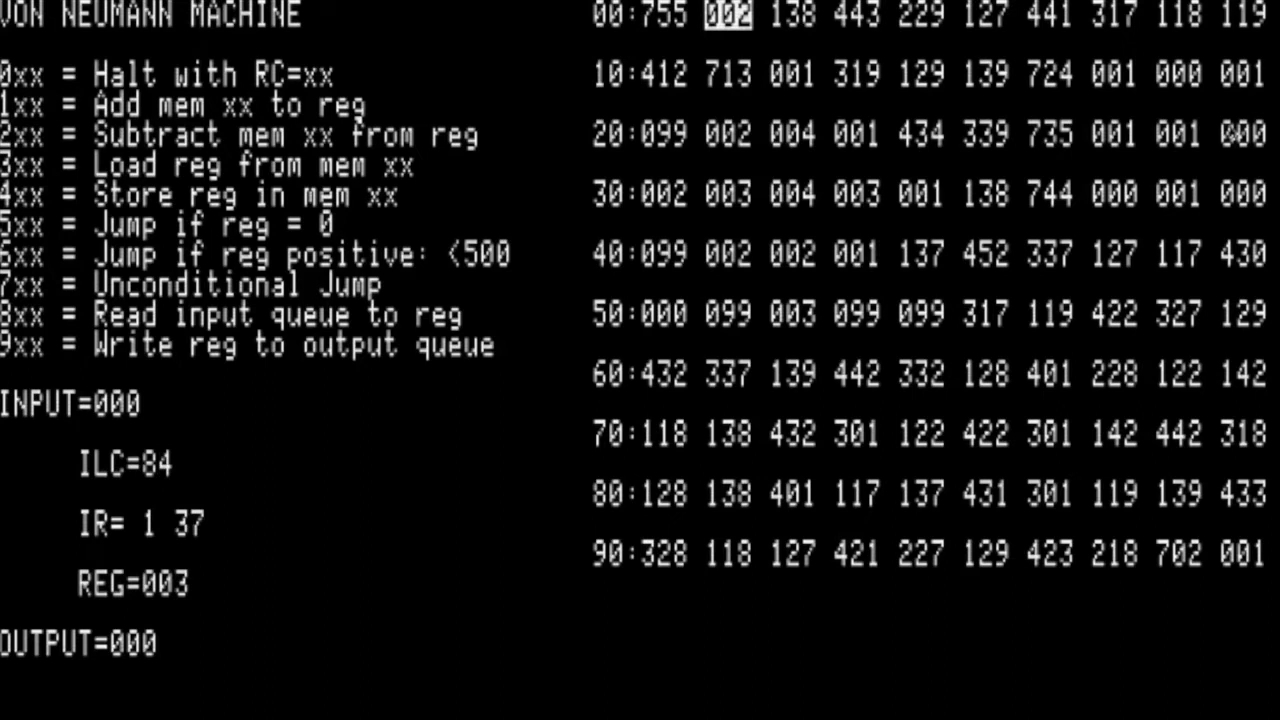 VON NEUMANN MACHINE
0xx = Halt with RC=xx
1xx = Add mem xx to reg
2xx = Subtract mem xx from reg
3xx = Load reg from mem xx
4xx = Store reg in mem xx
5xx = Jump if reg = 0
6xx = Jump if reg positive: <500
7xx = Unconditional Jump
8xx = Read input queue to reg
9xx = Write reg to output queue
INPUT=000
ILC=84
IR= 1 37
REG=003
OUTPUT=000
00:755 002 138 443 229 127 441 317 118 119
10:412 713 001 319 129 139 724 001 000 001
20:099 002 004 001 434 339 735 001 001 000
30:002 003 004 003 001 138 744 000 001 000
40:099 002 002 001 137 452 337 127 117 430
50:000 099 003 099 099 317 119 422 327 129
60:432 337 139 442 332 128 401 228 122 142
70:118 138 432 301 122 422 301 142 442 318
80:128 138 401 117 137 431 301 119 139 433
90:328 118 127 421 227 129 423 218 702 001